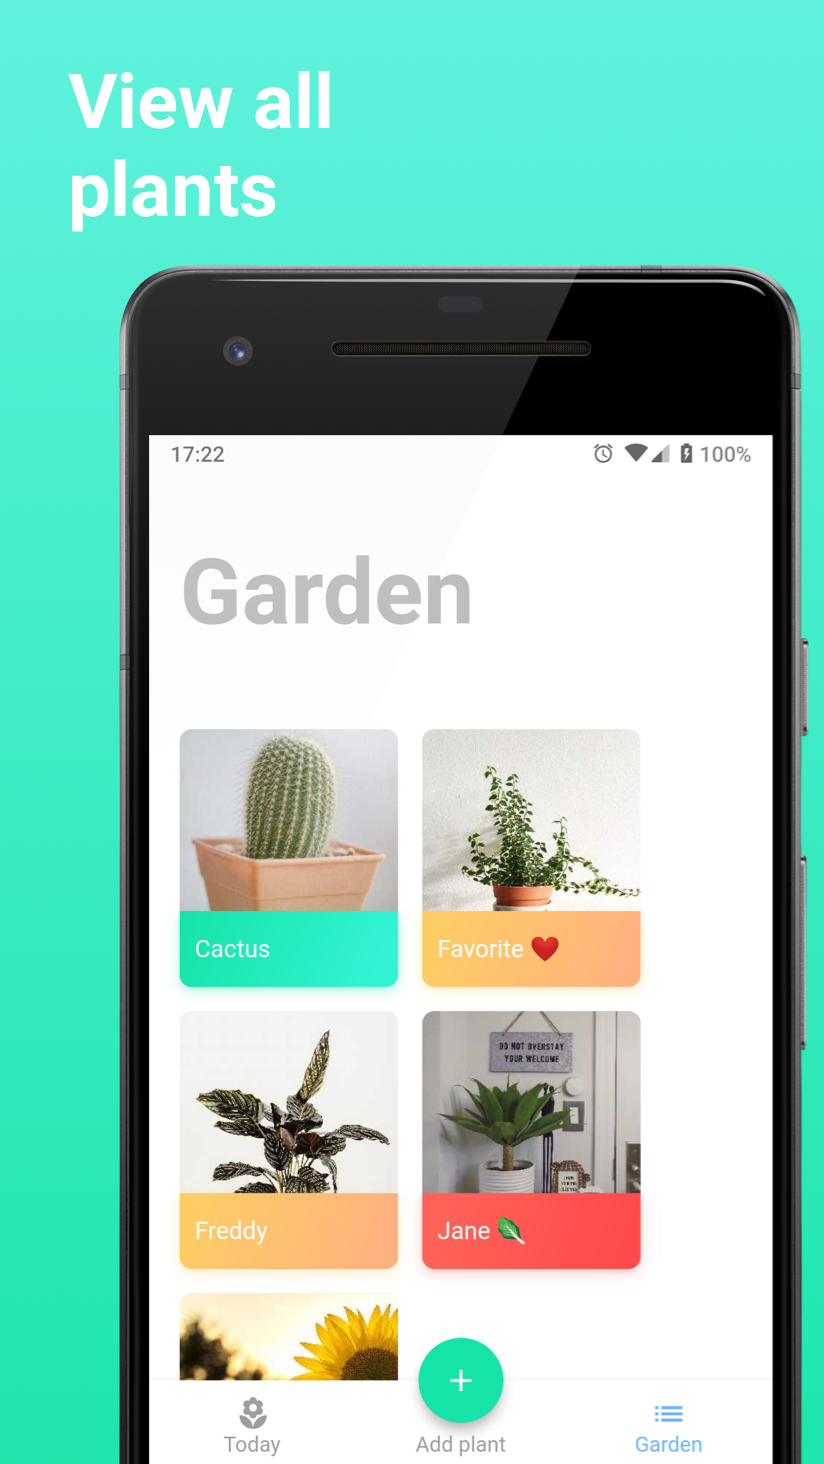 View all
plants
17:22 100%
Garden
Cactus
Favorite ❤️
DO NOT OVERSTAY
YOUR WELCOME
Freddy
Jane
Today
Add plant
Garden